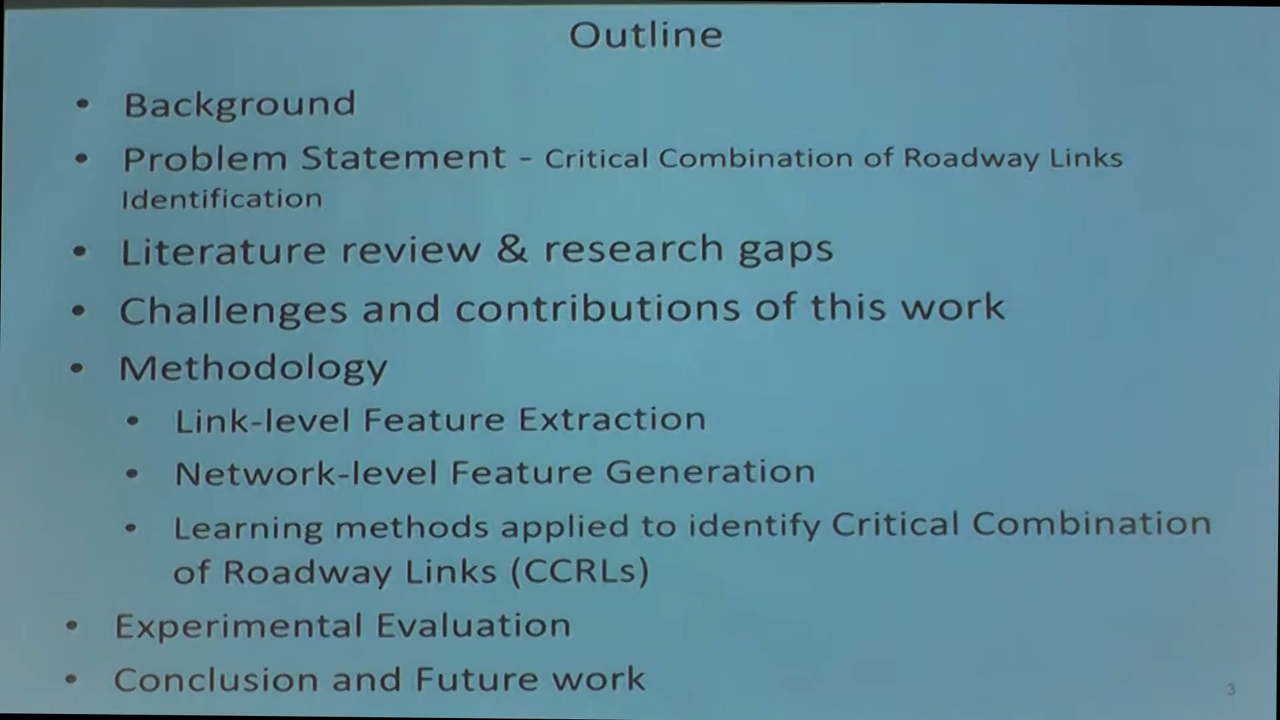 Outline
• Background
• Problem Statement - Critical Combination of Roadway Links
Identification
• Literature review & research gaps
• Challenges and contributions of this work
• Methodology
• Link-level Feature Extraction
• Network-level Feature Generation
• Learning methods applied to identify Critical Combination
of Roadway Links (CCRLs)
• Experimental Evaluation
• Conclusion and Future work
3